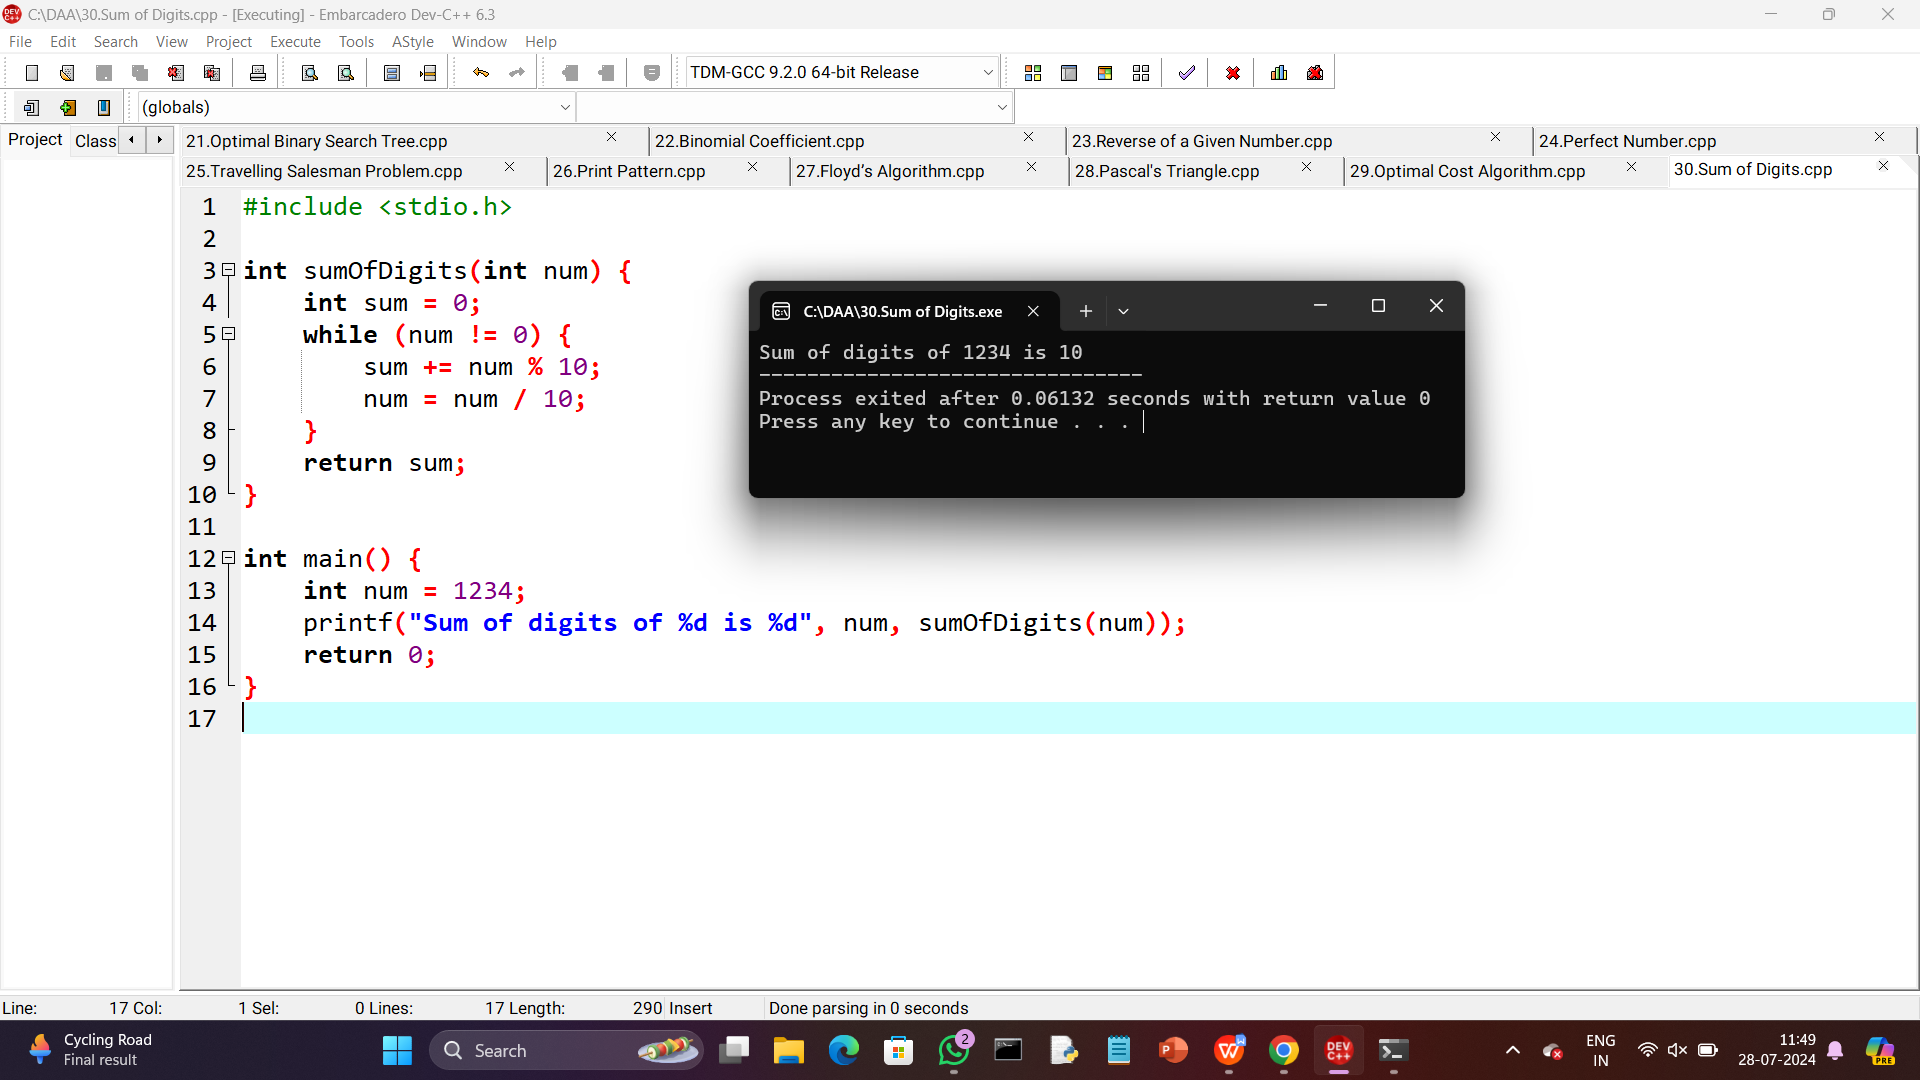 C:\DAA\30.Sum of Digits.cpp - [Executing] - Embarcadero Dev-C++ 6.3
File Edit Search View Project Execute Tools AStyle Window Help
TDM-GCC 9.2.0 64-bit Release
(globals)
Project Class
21.Optimal Binary Search Tree.cpp 22.Binomial Coefficient.cpp 23.Reverse of a Given Number.cpp 24.Perfect Number.cpp
25.Travelling Salesman Problem.cpp 26.Print Pattern.cpp 27.Floyd’s Algorithm.cpp 28.Pascal's Triangle.cpp 29.Optimal Cost Algorithm.cpp 30.Sum of Digits.cpp
1 #include <stdio.h>
2
3 int sumOfDigits(int num) {
4 int sum = 0;
5 while (num != 0) {
6 sum += num % 10;
7 num = num / 10;
8 }
9 return sum;
10 }
11
12 int main() {
13 int num = 1234;
14 printf("Sum of digits of %d is %d", num, sumOfDigits(num));
15 return 0;
16 }
17
C:\DAA\30.Sum of Digits.exe
Sum of digits of 1234 is 10
--------------------------------
Process exited after 0.06132 seconds with return value 0
Press any key to continue . . .
Line: 17 Col: 1 Sel: 0 Lines: 17 Length: 290 Insert Done parsing in 0 seconds
Cycling Road
Final result
Search
2
DEV
C++
ENG
IN
11:49
28-07-2024
PRE